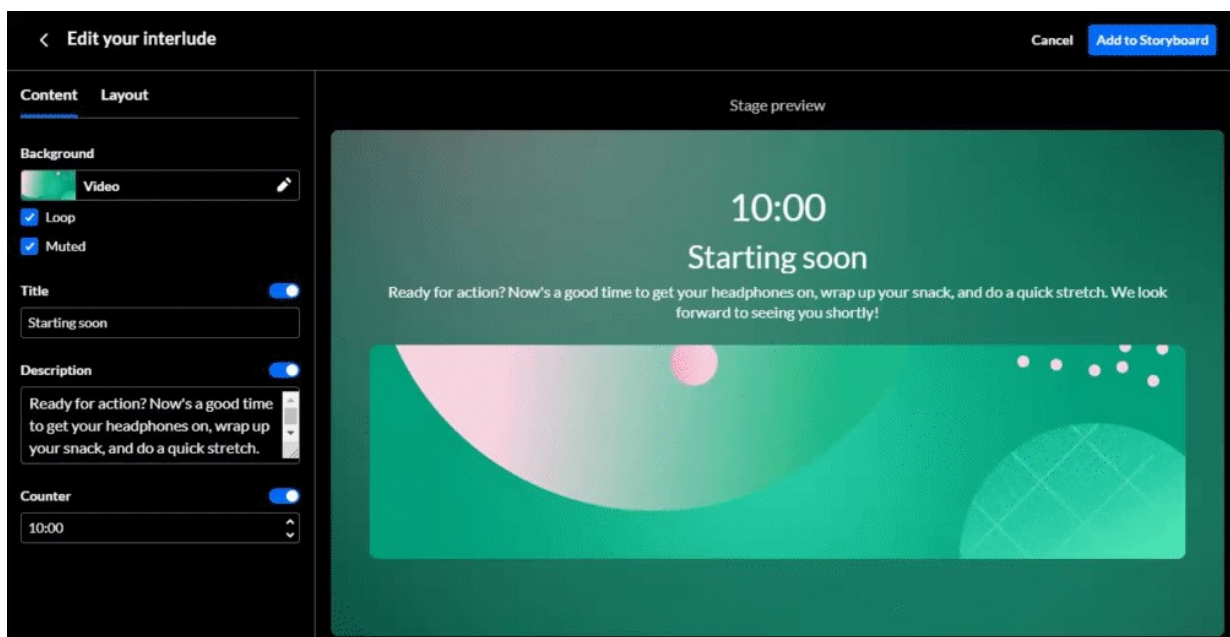 Edit your interlude
Cancel
Add to Storyboard
Content
Layout
Stage preview
Background
Video
Loop
Muted
Title
Starting soon
Description
Ready for action? Now's a good time
to get your headphones on, wrap up
your snack, and do a quick stretch.
Counter
10:00
10:00
Starting soon
Ready for action? Now's a good time to get your headphones on, wrap up your snack, and do a quick stretch. We look
forward to seeing you shortly!